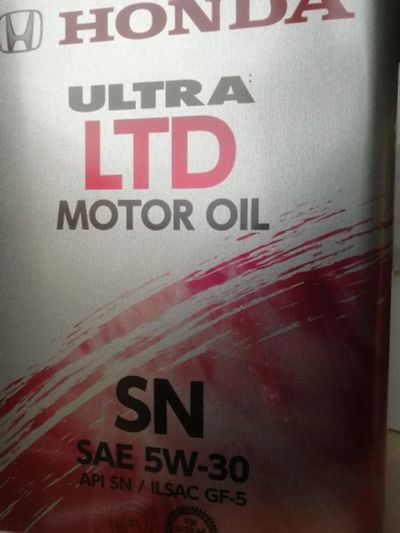 HONDA
ULTRA
LTD
MOTOR OIL
SN
SAE 5W-30
API SN / ILSAC GF-5